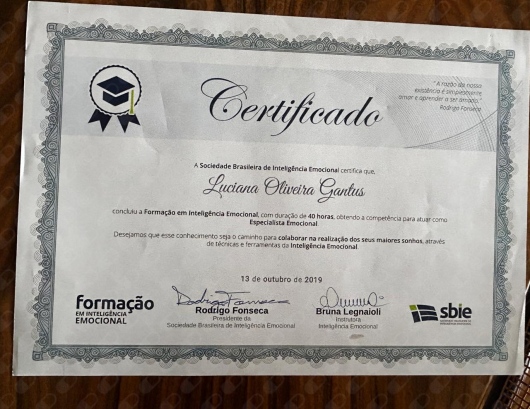 Certificado
"A razão da nossa
existência é simplesmente
amar e aprender a ser amado."
Rodrigo Fonseca
A Sociedade Brasileira de Inteligência Emocional certifica que,
Luciana Oliveira Gantus
concluiu a Formação em Inteligência Emocional, com duração de 40 horas, obtendo a competência para atuar como
Especialista Emocional
Desejamos que esse conhecimento seja o caminho para colaborar na realização dos seus maiores sonhos, através
de técnicas e ferramentas da Inteligência Emocional
13 de outubro de 2019
formação
EM INTELIGÊNCIA
EMOCIONAL
Rodrigo Fonseca
Rodrigo Fonseca
Presidente da
Sociedade Brasileira de Inteligência Emocional
Bruna Legnaioli
Instrutora
Inteligência Emocional
sbie